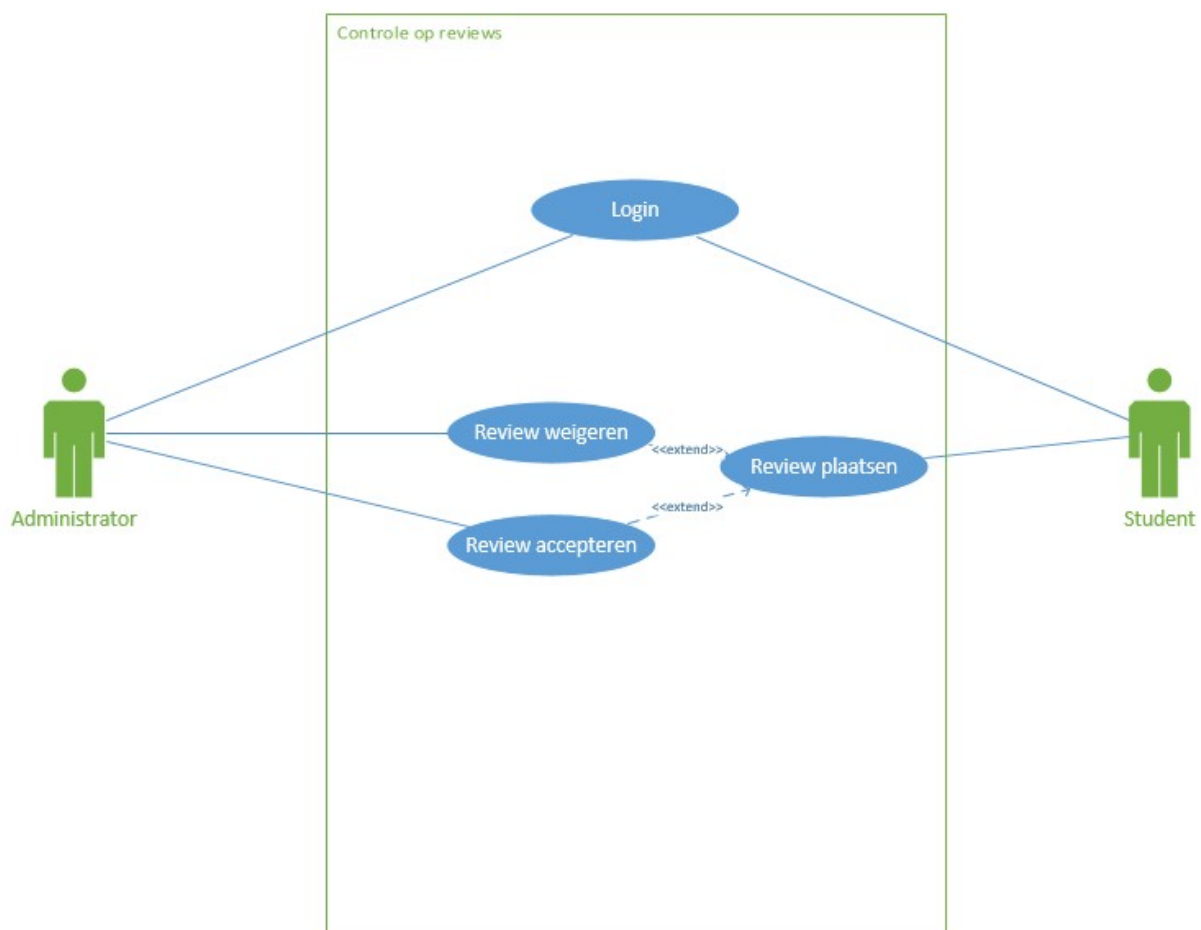 Controle op reviews
Login
Review weigeren
<<extend>>
Review plaatsen
<<extend>>
Review accepteren
Administrator
Student